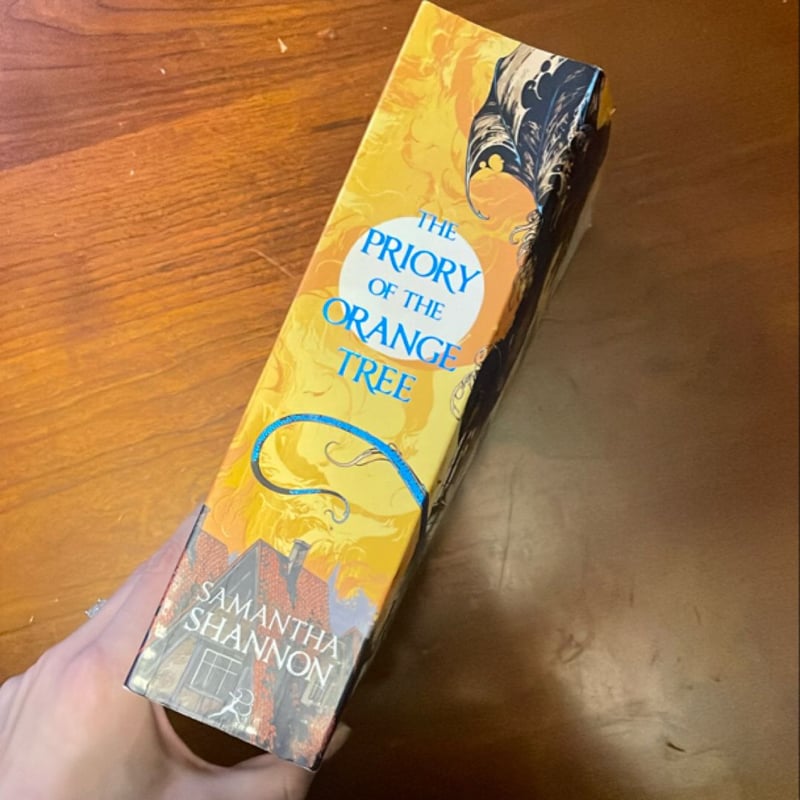 THE
PRIORY
OF THE
ORANGE
TREE
SAMANTHA
SHANNON